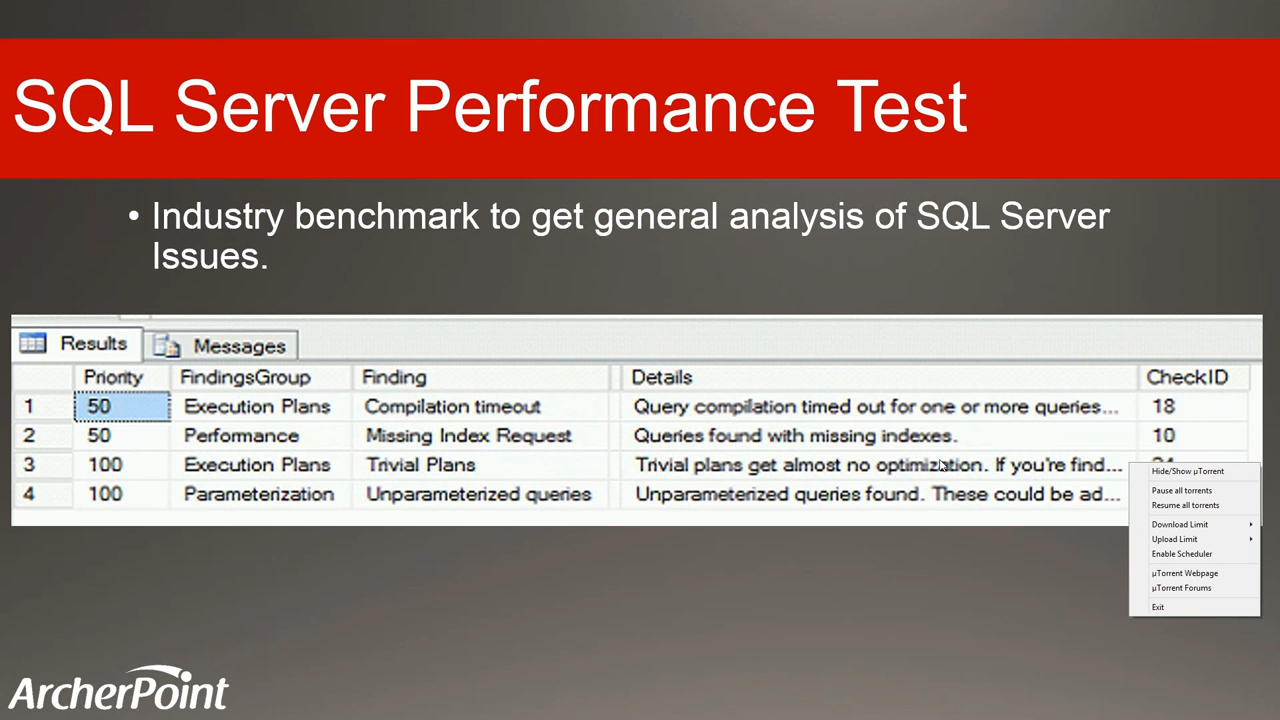 SQL Server Performance Test
• Industry benchmark to get general analysis of SQL Server
Issues.
Results Messages
Priority FindingsGroup Finding Details CheckID
1 50 Execution Plans Compilation timeout Query compilation timed out for one or more queries... 18
2 50 Performance Missing Index Request Queries found with missing indexes. 10
3 100 Execution Plans Trivial Plans Trivial plans get almost no optimization. If you're find...
4 100 Parameterization Unparameterized queries Unparameterized queries found. These could be ad...
Hide/Show µTorrent
Pause all torrents
Resume all torrents
Download Limit
Upload Limit
Enable Scheduler
µTorrent Webpage
µTorrent Forums
Exit
ArcherPoint